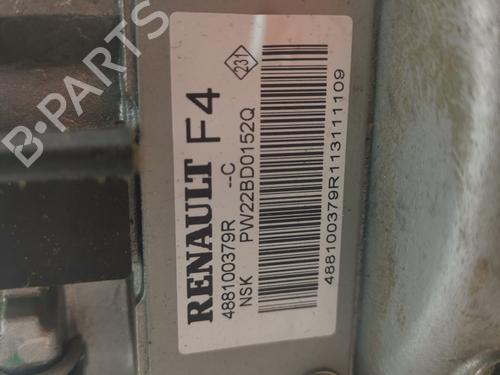 RENAULT F4
231
488100379R --C
NSK PW22BD0152Q
488100379R113111109
B-PARTS